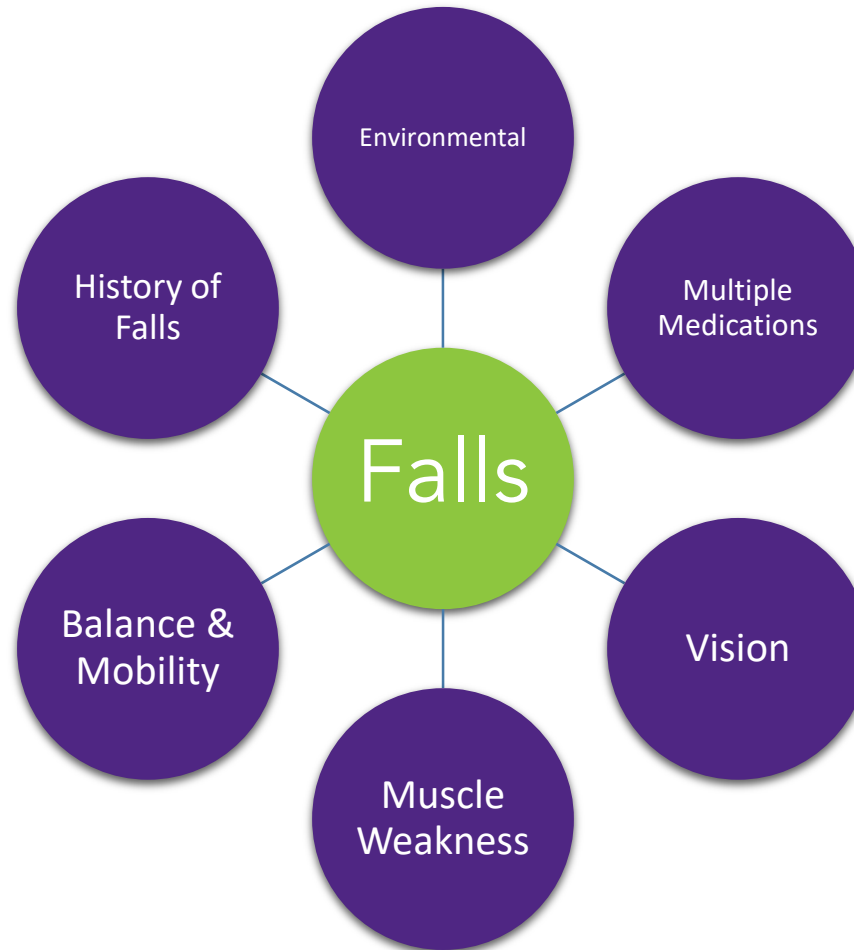 Environmental
Multiple
Medications
Vision
Muscle
Weakness
Balance &
Mobility
History of
Falls
Falls